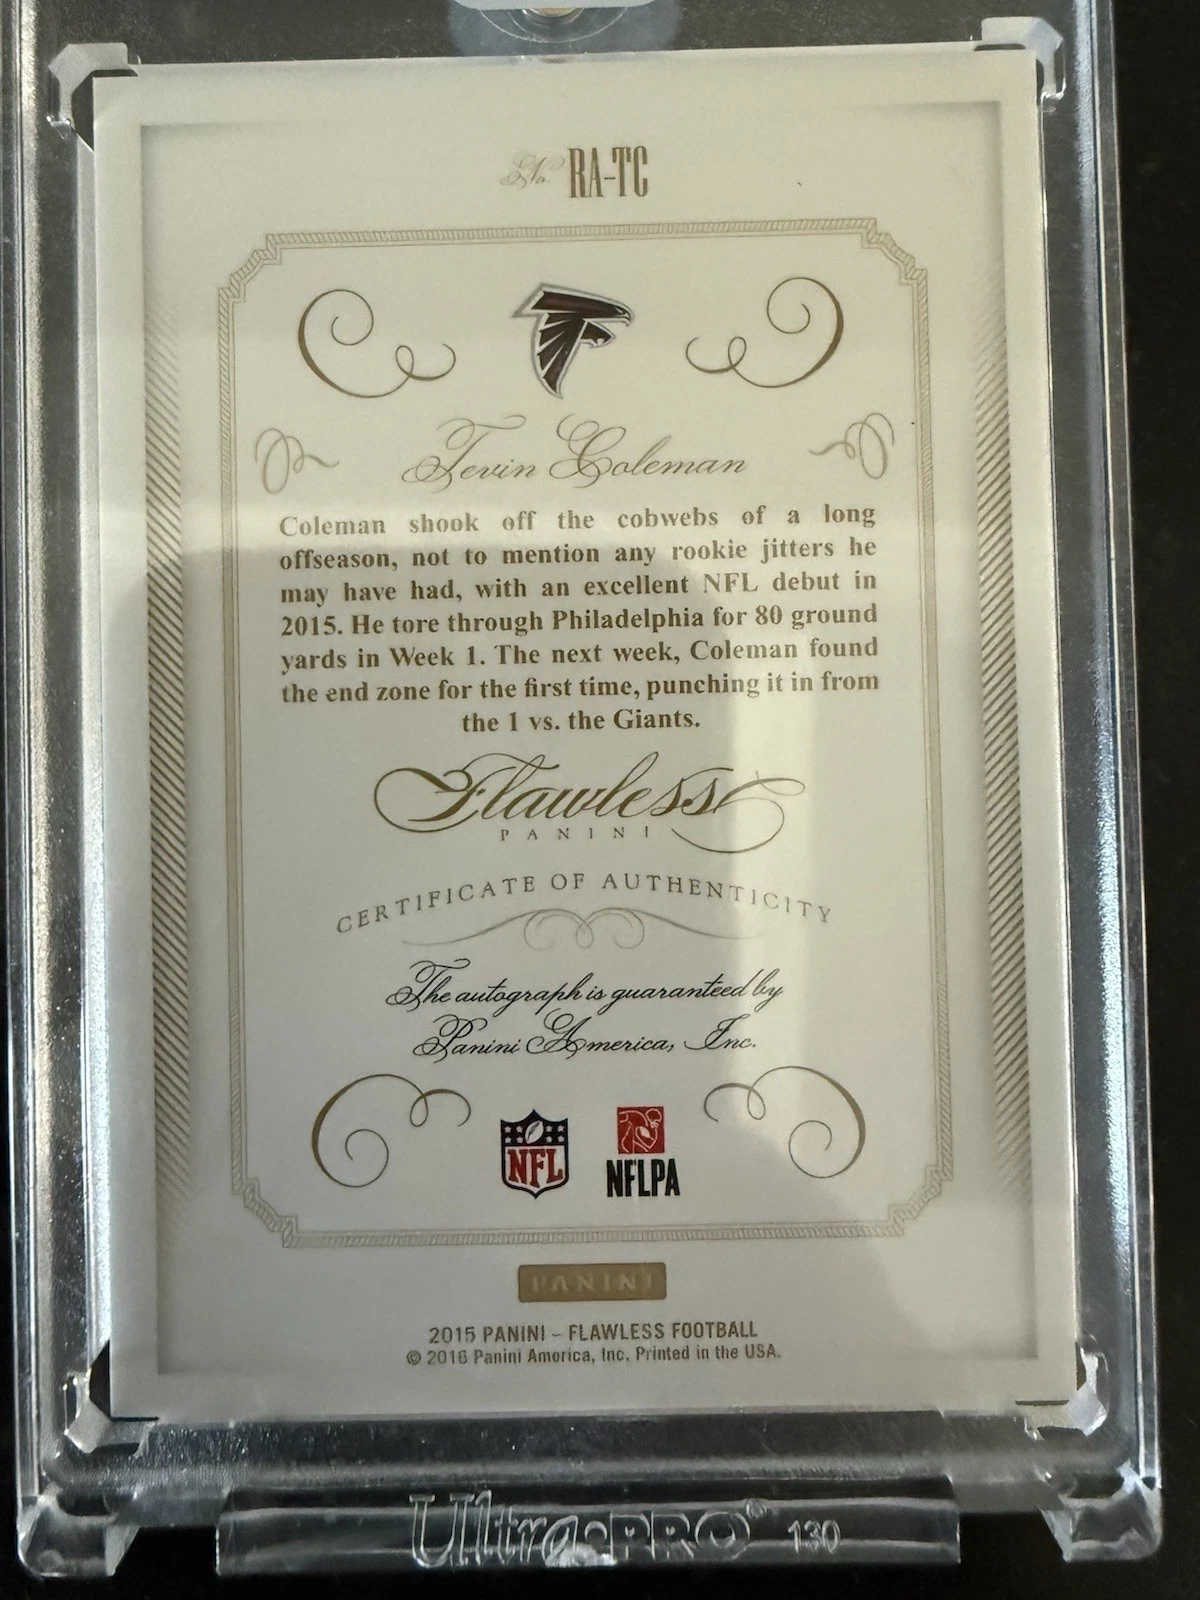 No. RA-TC
Tevin Coleman
Coleman shook off the cobwebs of a long
offseason, not to mention any rookie jitters he
may have had, with an excellent NFL debut in
2015. He tore through Philadelphia for 80 ground
yards in Week 1. The next week, Coleman found
the end zone for the first time, punching it in from
the 1 vs. the Giants.
Flawless
PANINI
CERTIFICATE OF AUTHENTICITY
The autograph is guaranteed by
Panini America, Inc.
NFL NFLPA
PANINI
2015 PANINI – FLAWLESS FOOTBALL
© 2016 Panini America, Inc. Printed in the USA.
Ultra•PRO® 130